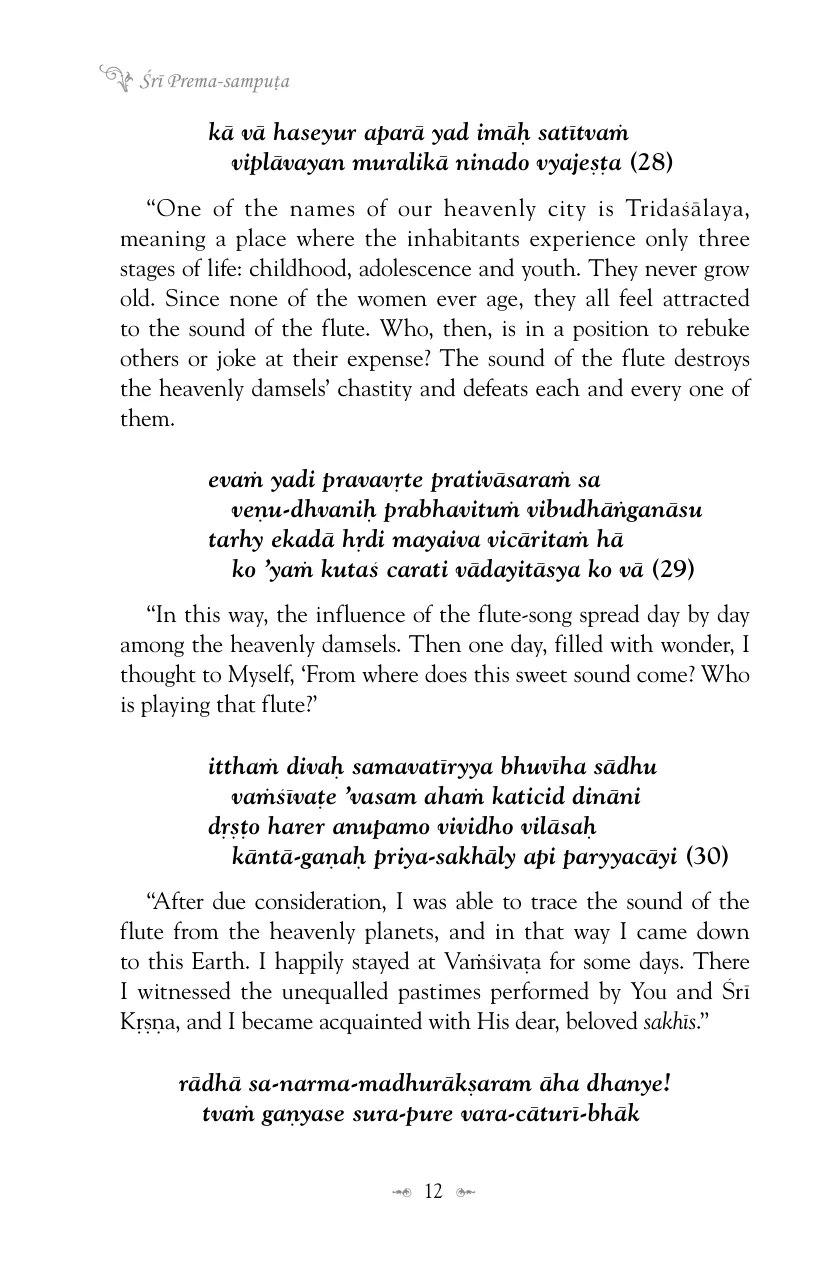 Śrī Prema-sampuṭa
kā vā haseyur aparā yad imāḥ satītvaṁ
viplāvayan muralikā ninado vyajeṣṭa (28)
“One of the names of our heavenly city is Tridaśālaya,
meaning a place where the inhabitants experience only three
stages of life: childhood, adolescence and youth. They never grow
old. Since none of the women ever age, they all feel attracted
to the sound of the flute. Who, then, is in a position to rebuke
others or joke at their expense? The sound of the flute destroys
the heavenly damsels’ chastity and defeats each and every one of
them.
evaṁ yadi pravavṛte prativāsaraṁ sa
veṇu-dhvaniḥ prabhavituṁ vibudhāṅganāsu
tarhy ekadā hṛdi mayaiva vicāritaṁ hā
ko ’yaṁ kutaś carati vādayitāsya ko vā (29)
“In this way, the influence of the flute-song spread day by day
among the heavenly damsels. Then one day, filled with wonder, I
thought to Myself, ‘From where does this sweet sound come? Who
is playing that flute?’
itthaṁ divaḥ samavatīryya bhuvīha sādhu
vaṁśīvaṭe ’vasam ahaṁ katicid dināni
dṛṣṭo harer anupamo vividho vilāsaḥ
kāntā-gaṇaḥ priya-sakhāly api paryyacāyi (30)
“After due consideration, I was able to trace the sound of the
flute from the heavenly planets, and in that way I came down
to this Earth. I happily stayed at Vaṁśivaṭa for some days. There
I witnessed the unequalled pastimes performed by You and Śrī
Kṛṣṇa, and I became acquainted with His dear, beloved sakhīs.”
rādhā sa-narma-madhurākṣaram āha dhanye!
tvaṁ gaṇyase sura-pure vara-cāturī-bhāk
12